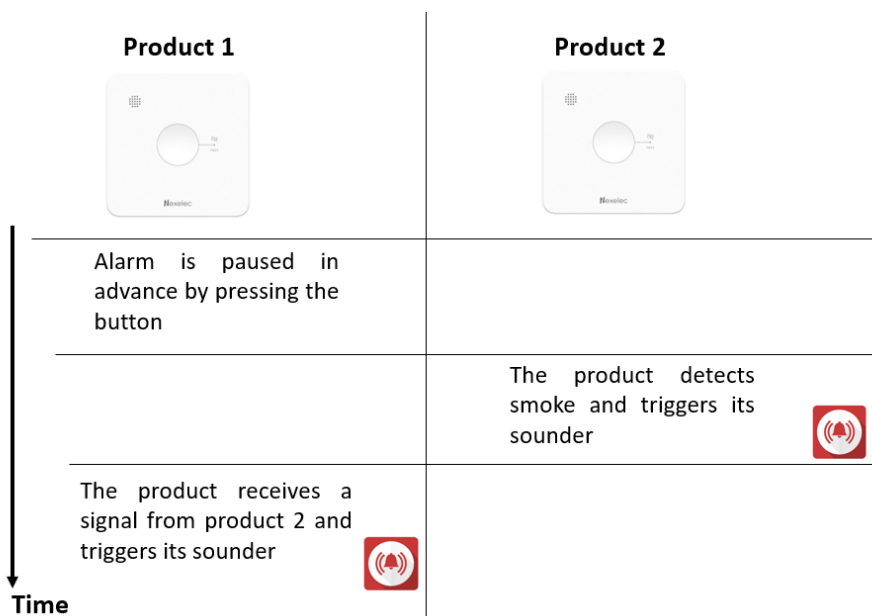 Product 1
Product 2
Nexelec
Nexelec
Alarm is paused in
advance by pressing the
button
The product detects
smoke and triggers its
sounder
The product receives a
signal from product 2 and
triggers its sounder
Time